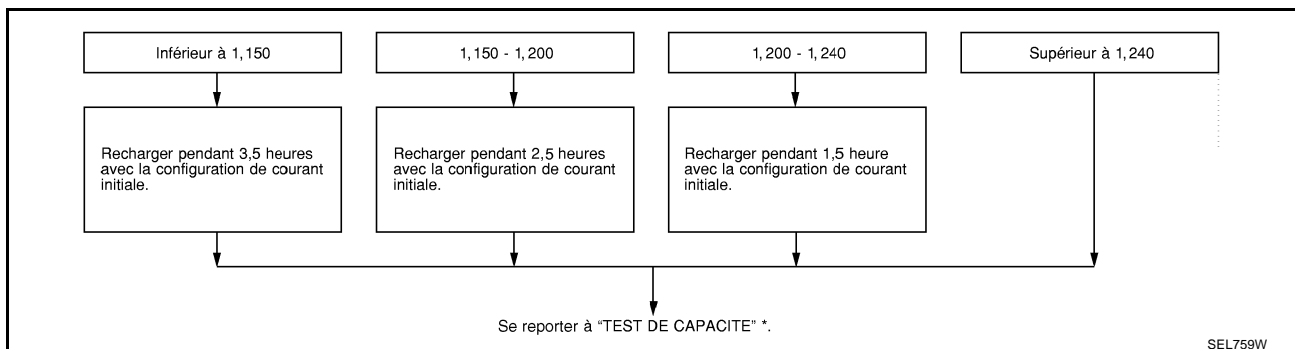 Inférieur à 1,150
1,150 - 1,200
1,200 - 1,240
Supérieur à 1,240
Recharger pendant 3,5 heures
avec la configuration de courant
initiale.
Recharger pendant 2,5 heures
avec la configuration de courant
initiale.
Recharger pendant 1,5 heure
avec la configuration de courant
initiale.
Se reporter à “TEST DE CAPACITE” *.
SEL759W